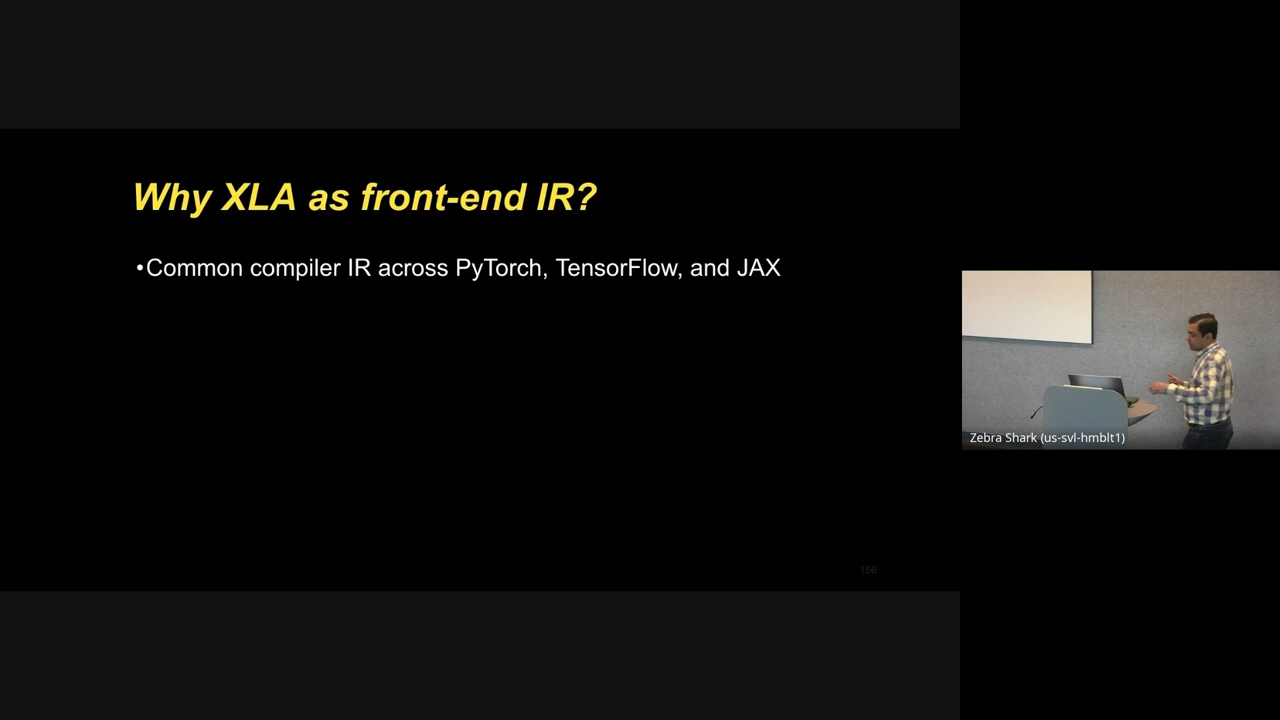 Why XLA as front-end IR?
•Common compiler IR across PyTorch, TensorFlow, and JAX
Zebra Shark (us-svl-hmblt1)
156